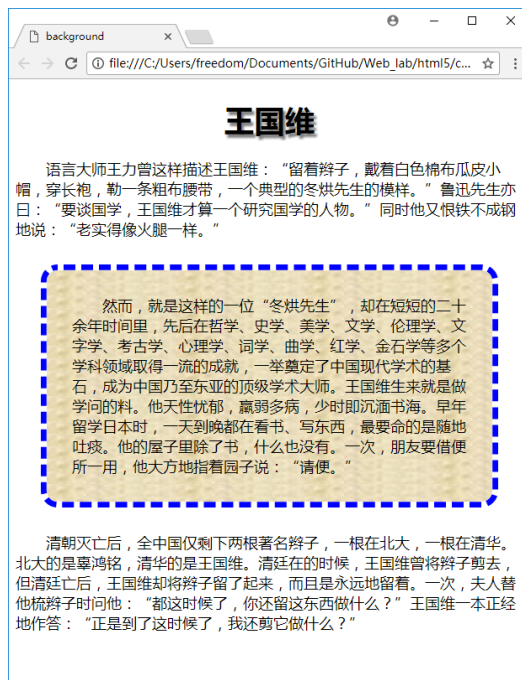 background
file:///C:/Users/freedom/Documents/GitHub/Web_lab/html5/c...
王国维
语言大师王力曾这样描述王国维：“留着辫子，戴着白色棉布瓜皮小
帽，穿长袍，勒一条粗布腰带，一个典型的冬烘先生的模样。”鲁迅先生亦
曰：“要谈国学，王国维才算一个研究国学的人物。”同时他又恨铁不成钢
地说：“老实得像火腿一样。”
然而，就是这样的一位“冬烘先生”，却在短短的二十
余年时间里，先后在哲学、史学、美学、文学、伦理学、文
字学、考古学、心理学、词学、曲学、红学、金石学等多个
学科领域取得一流的成就，一举奠定了中国现代学术的基
石，成为中国乃至东亚的顶级学术大师。王国维生来就是做
学问的料。他天性忧郁，羸弱多病，少时即沉湎书海。早年
留学日本时，一天到晚都在看书、写东西，最要命的是随地
吐痰。他的屋子里除了书，什么也没有。一次，朋友要借便
所一用，他大方地指着园子说：“请便。”
清朝灭亡后，全中国仅剩下两根著名辫子，一根在北大，一根在清华。
北大的是辜鸿铭，清华的是王国维。清廷在的时候，王国维曾将辫子剪去，
但清廷亡后，王国维却将辫子留了起来，而且是永远地留着。一次，夫人替
他梳辫子时问他：“都这时候了，你还留这东西做什么？”王国维一本正经
地作答：“正是到了这时候了，我还剪它做什么？”